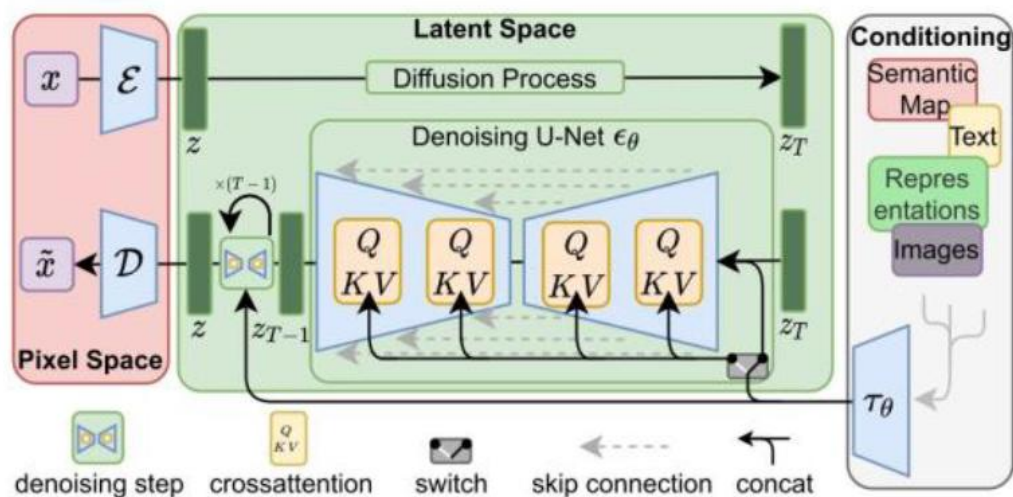 Latent Space
Conditioning
x
ℰ
Diffusion Process
Semantic
Map
z
Denoising U-Net ϵ_θ
z_T
Text
×(T−1)
Repres
entations
Q
Q
Q
Q
x̃
D
KV
KV
KV
KV
Images
z
z_{T−1}
z_T
Pixel Space
τ_θ
Q
KV
denoising step
crossattention
switch
skip connection
concat